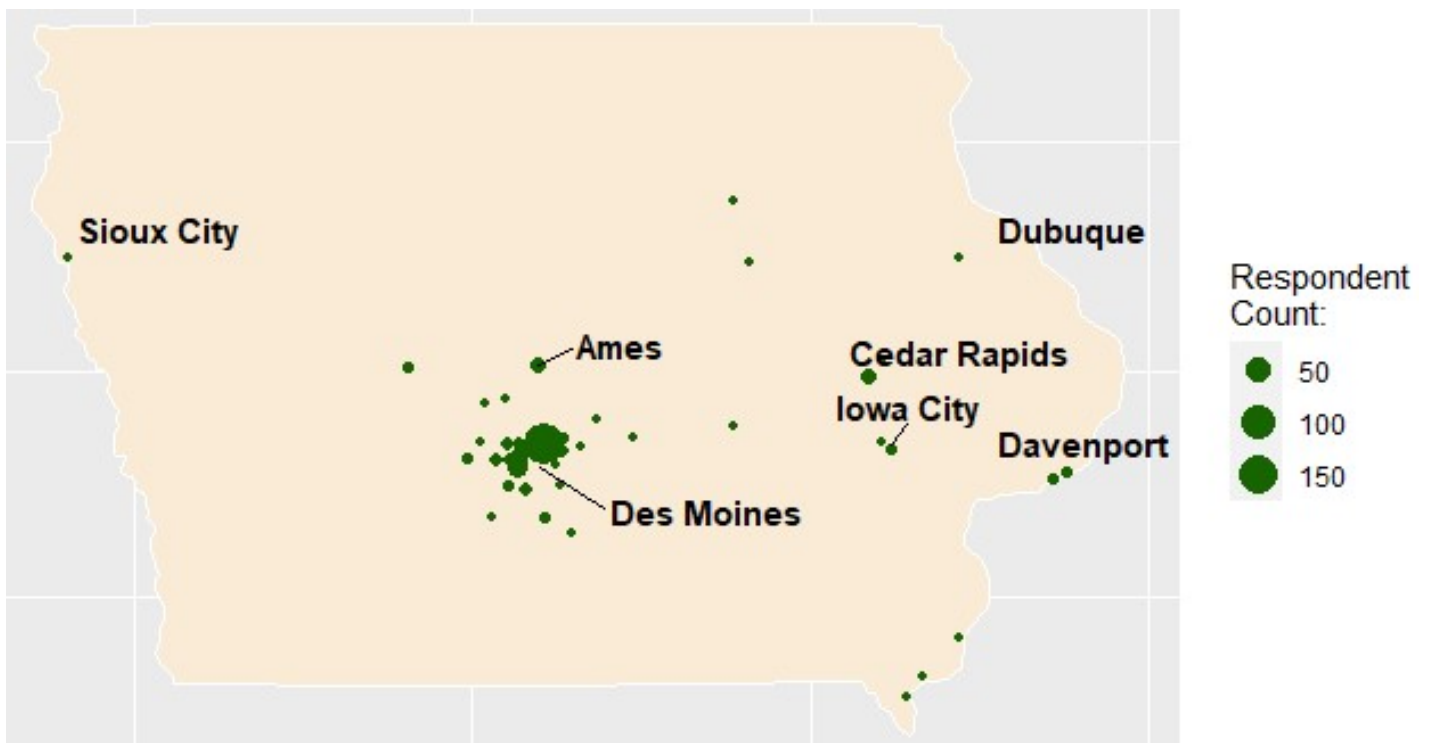 Sioux City
Dubuque
Ames
Cedar Rapids
Iowa City
Davenport
Des Moines
Respondent
Count:
50
100
150